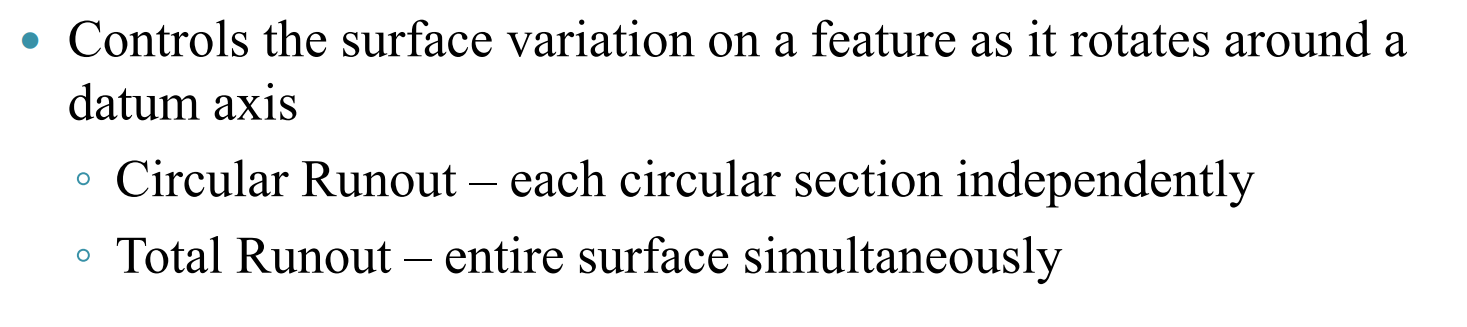 • Controls the surface variation on a feature as it rotates around a
datum axis
◦ Circular Runout – each circular section independently
◦ Total Runout – entire surface simultaneously